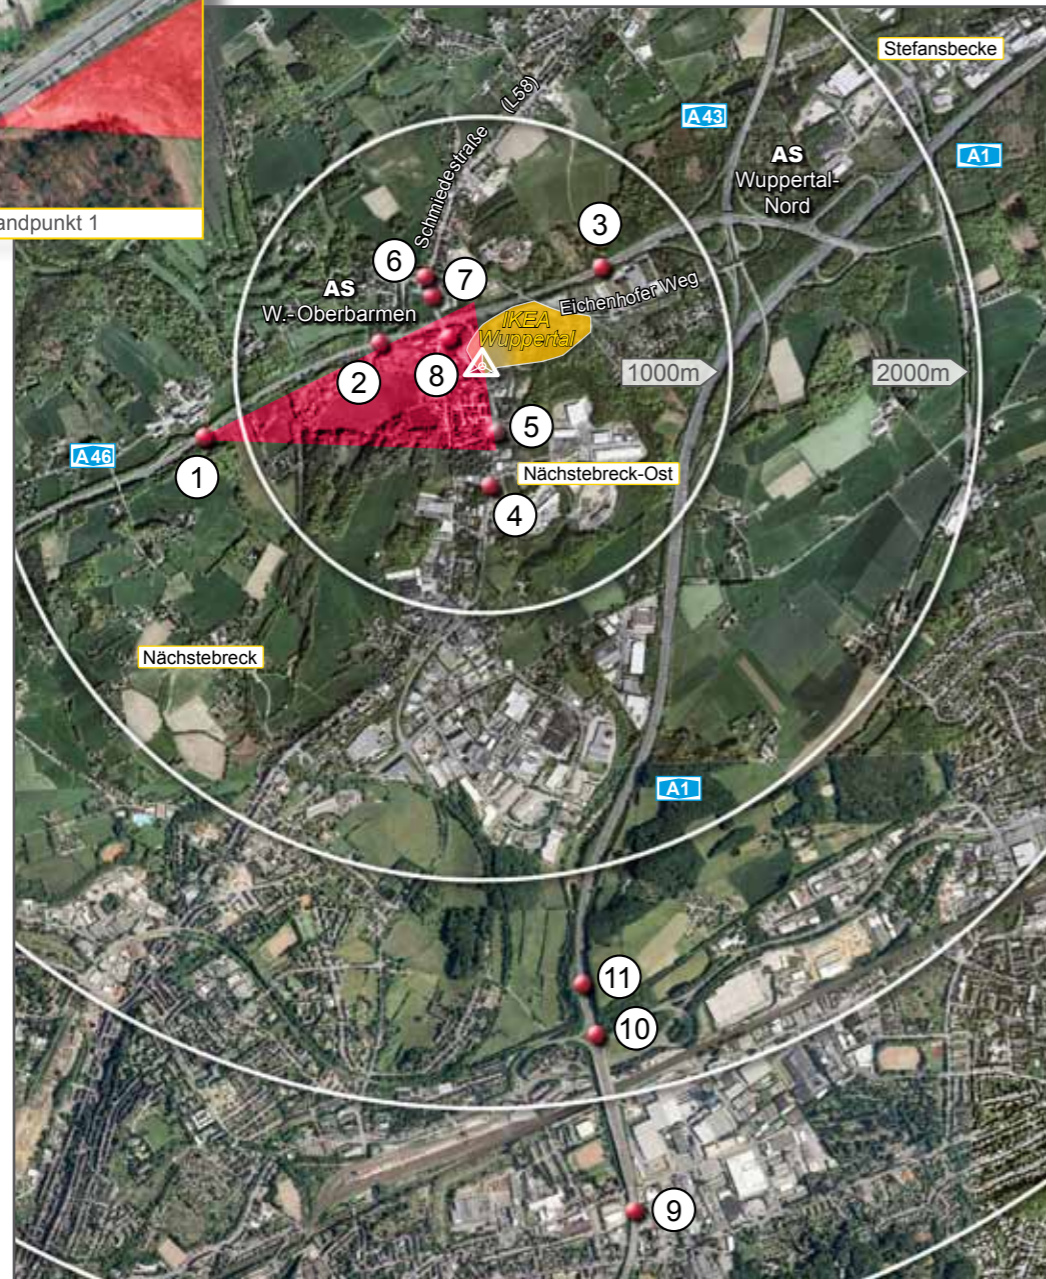 andpunkt 1
Stefansbecke
A43
A1
AS
Wuppertal-
Nord
Schmiedestraße (L58)
3
6
7
AS
W.-Oberbarmen
Eichenhofer Weg
IKEA
Wuppertal
1000m
2000m
2
8
5
A46
1
Nächstebreck-Ost
4
Nächstebreck
A1
11
10
9